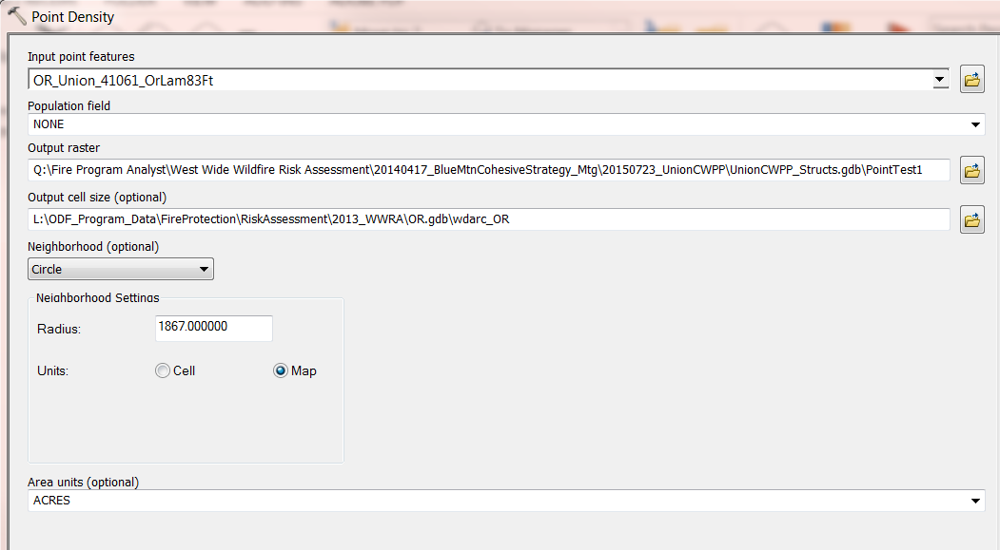 Point Density
Input point features
OR_Union_41061_OrLam83Ft
Population field
NONE
Output raster
Q:\Fire Program Analyst\West Wide Wildfire Risk Assessment\20140417_BlueMtnCohesiveStrategy_Mtg\20150723_UnionCWPP\UnionCWPP_Structs.gdb\PointTest1
Output cell size (optional)
L:\ODF_Program_Data\FireProtection\RiskAssessment\2013_WWRA\OR.gdb\wdarc_OR
Neighborhood (optional)
Circle
Neighborhood Settings
Radius: 1867.000000
Units: Cell Map
Area units (optional)
ACRES